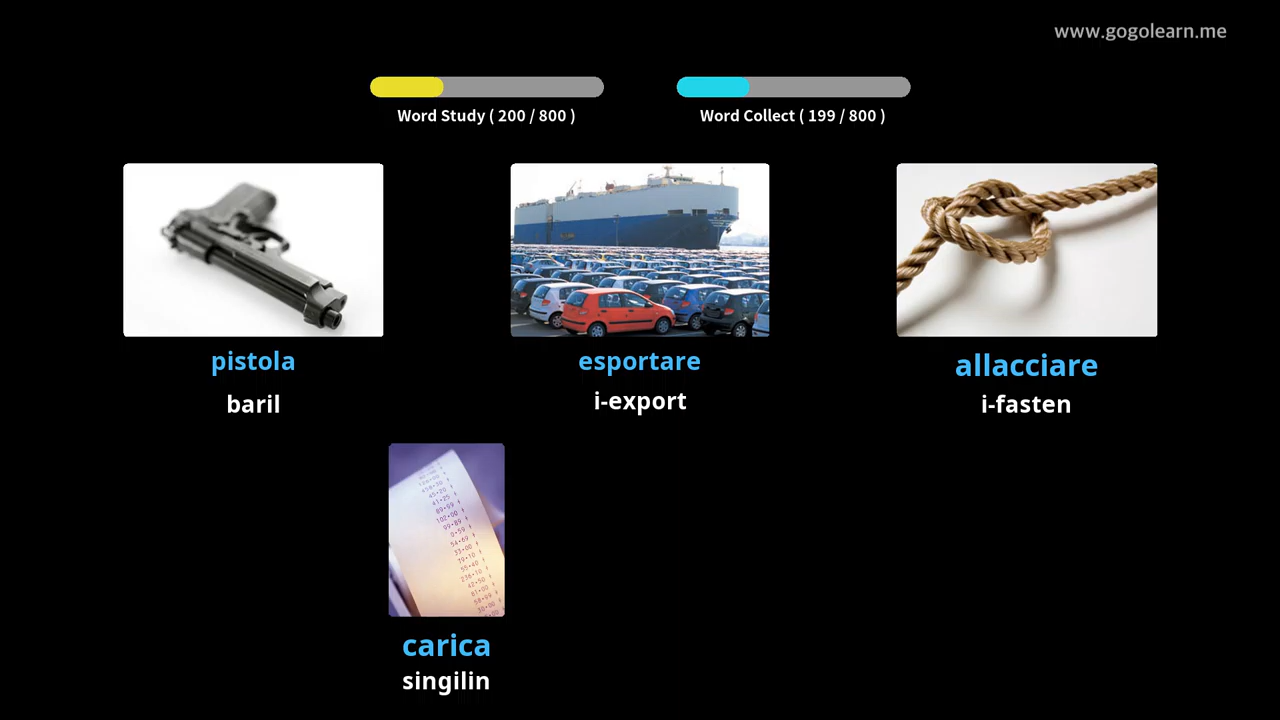 www.gogolearn.me
Word Study ( 200 / 800 )
Word Collect ( 199 / 800 )
pistola
baril
esportare
i-export
allacciare
i-fasten
carica
singilin